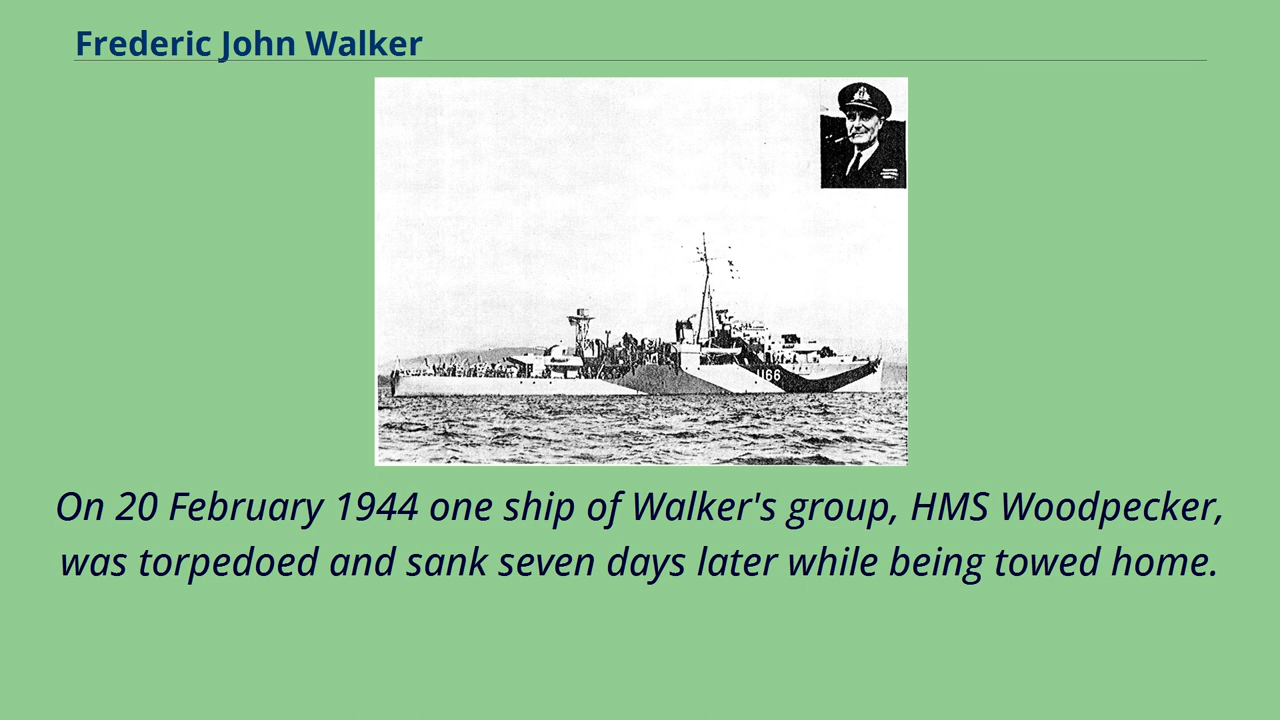 Frederic John Walker
U66
On 20 February 1944 one ship of Walker's group, HMS Woodpecker,
was torpedoed and sank seven days later while being towed home.